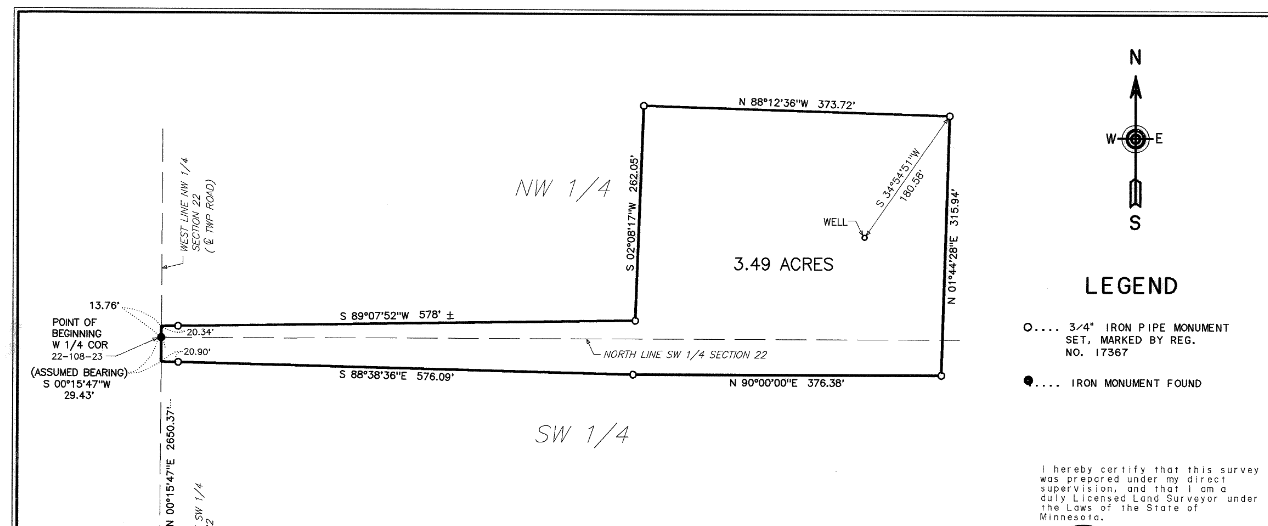 N
W E
S
N 88°12'36"W 373.72'
NW 1/4
S 02°08'17"W 262.05'
S 34°54'51"W
180.58'
WELL
N 01°44'28"E 315.94'
3.49 ACRES
WEST LINE NW 1/4
SECTION 22
(℄ TWP ROAD)
13.76'
POINT OF
BEGINNING
W 1/4 COR
22-108-23
(ASSUMED BEARING)
S 00°15'47"W
29.43'
S 89°07'52"W 578' ±
20.34'
20.90'
NORTH LINE SW 1/4 SECTION 22
S 88°38'36"E 576.09'
N 90°00'00"E 376.38'
SW 1/4
N 00°15'47"E 2650.37'...
SW 1/4
LEGEND
O.... 3/4" IRON PIPE MONUMENT
SET, MARKED BY REG.
NO. 17367
●.... IRON MONUMENT FOUND
I hereby certify that this survey
was prepared under my direct
supervision, and that I am a
duly Licensed Land Surveyor under
the Laws of the State of
Minnesota.